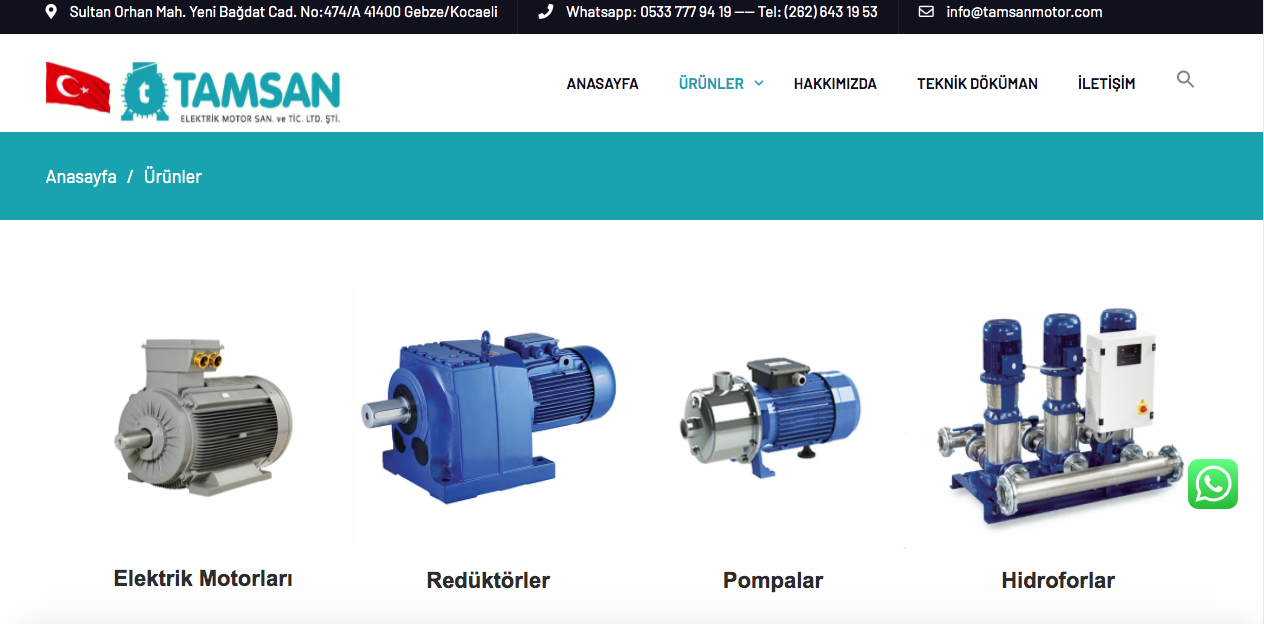 Sultan Orhan Mah. Yeni Bağdat Cad. No:474/A 41400 Gebze/Kocaeli
Whatsapp: 0533 777 94 19 –– Tel: (262) 643 19 53
info@tamsanmotor.com
t TAMSAN
ELEKTRİK MOTOR SAN. ve TİC. LTD. ŞTİ.
ANASAYFA ÜRÜNLER HAKKIMIZDA TEKNİK DÖKÜMAN İLETİŞİM
Anasayfa / Ürünler
Elektrik Motorları
Redüktörler
Pompalar
Hidroforlar